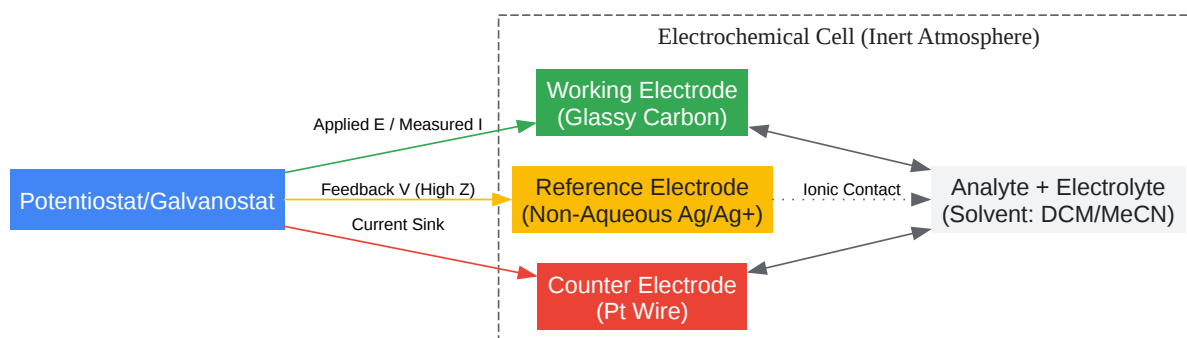 Electrochemical Cell (Inert Atmosphere)
Working Electrode
(Glassy Carbon)
Applied E / Measured I
Potentiostat/Galvanostat
Feedback V (High Z)
Reference Electrode
(Non-Aqueous Ag/Ag+)
Ionic Contact
Analyte + Electrolyte
(Solvent: DCM/MeCN)
Current Sink
Counter Electrode
(Pt Wire)